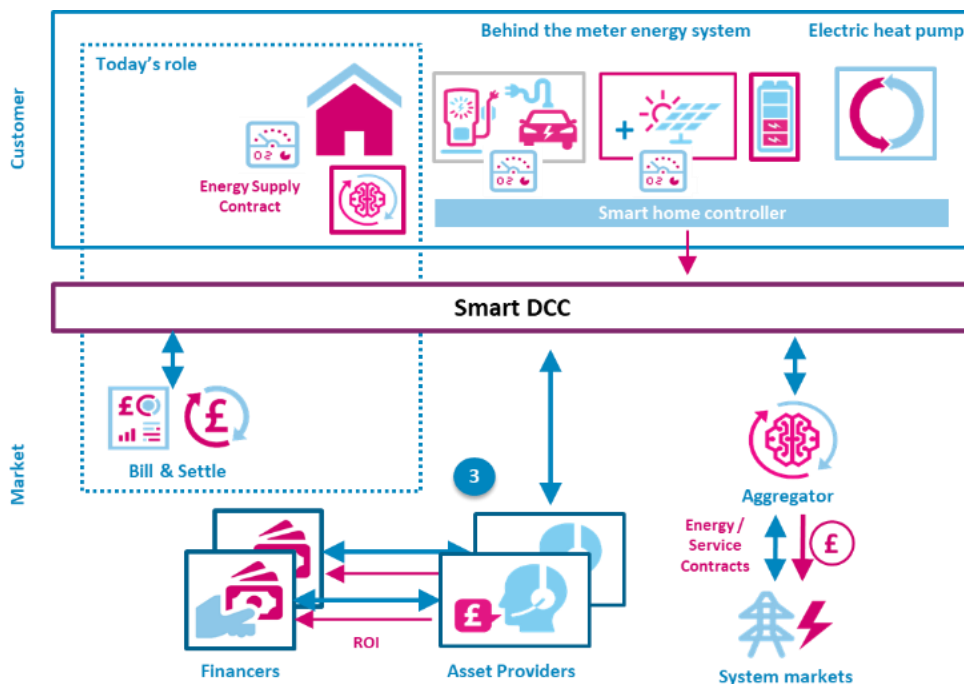 Behind the meter energy system
Electric heat pump
Today's role
Customer
02
Energy Supply
Contract
02
02
Smart home controller
Smart DCC
£
£
Bill & Settle
Market
3
Aggregator
Energy /
Service
Contracts
£
£
ROI
Financers
Asset Providers
System markets